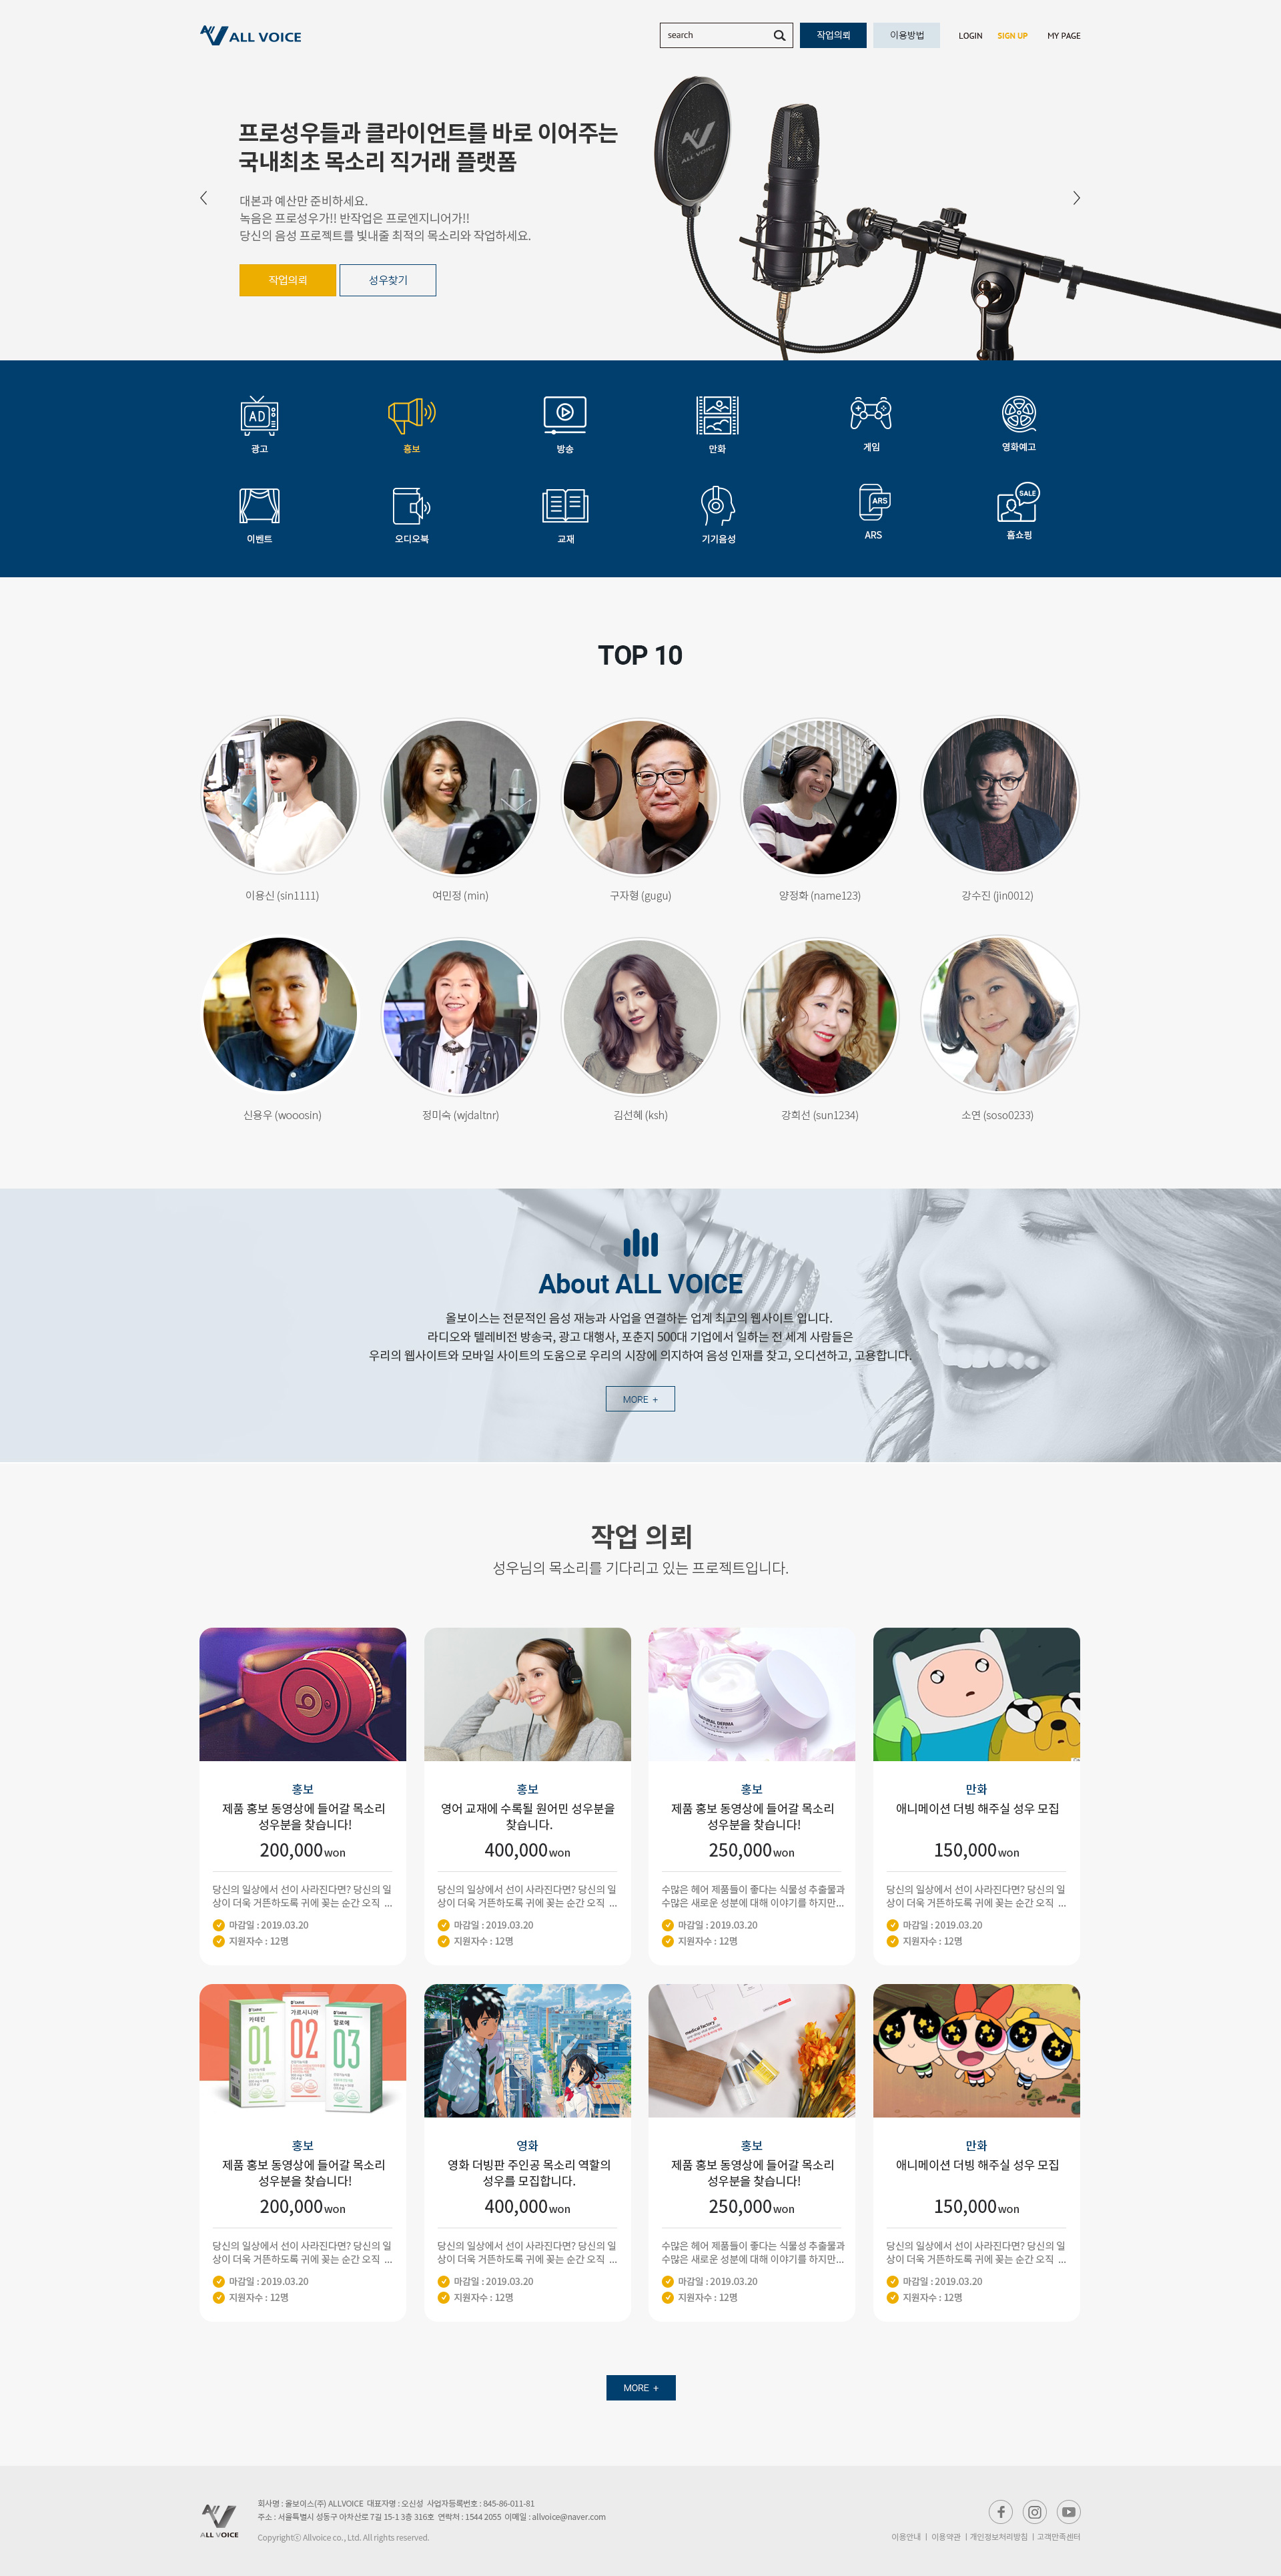 ALL VOICE
search
작업의뢰
이용방법
LOGIN
SIGN UP
MY PAGE
프로성우들과 클라이언트를 바로 이어주는
국내최초 목소리 직거래 플랫폼
대본과 예산만 준비하세요.
녹음은 프로성우가!! 반작업은 프로엔지니어가!!
당신의 음성 프로젝트를 빛내줄 최적의 목소리와 작업하세요.
작업의뢰
성우찾기
ALL VOICE
AD
광고
홍보
방송
만화
게임
영화예고
이벤트
오디오북
교재
기기음성
ARS
ARS
SALE
홈쇼핑
TOP 10
이용신 (sin1111)
여민정 (min)
구자형 (gugu)
양정화 (name123)
강수진 (jin0012)
신용우 (wooosin)
정미숙 (wjdaltnr)
김선혜 (ksh)
강희선 (sun1234)
소연 (soso0233)
About ALL VOICE
올보이스는 전문적인 음성 재능과 사업을 연결하는 업계 최고의 웹사이트 입니다.
라디오와 텔레비전 방송국, 광고 대행사, 포춘지 500대 기업에서 일하는 전 세계 사람들은
우리의 웹사이트와 모바일 사이트의 도움으로 우리의 시장에 의지하여 음성 인재를 찾고, 오디션하고, 고용합니다.
MORE +
작업 의뢰
성우님의 목소리를 기다리고 있는 프로젝트입니다.
홍보
제품 홍보 동영상에 들어갈 목소리
성우분을 찾습니다!
200,000won
당신의 일상에서 선이 사라진다면? 당신의 일
상이 더욱 거뜬하도록 귀에 꽂는 순간 오직 ...
마감일 : 2019.03.20
지원자수 : 12명
홍보
영어 교재에 수록될 원어민 성우분을
찾습니다.
400,000won
당신의 일상에서 선이 사라진다면? 당신의 일
상이 더욱 거뜬하도록 귀에 꽂는 순간 오직 ...
마감일 : 2019.03.20
지원자수 : 12명
NATURAL DERMA
PROJECT
홍보
제품 홍보 동영상에 들어갈 목소리
성우분을 찾습니다!
250,000won
수많은 헤어 제품들이 좋다는 식물성 추출물과
수많은 새로운 성분에 대해 이야기를 하지만...
마감일 : 2019.03.20
지원자수 : 12명
만화
애니메이션 더빙 해주실 성우 모집
150,000won
당신의 일상에서 선이 사라진다면? 당신의 일
상이 더욱 거뜬하도록 귀에 꽂는 순간 오직 ...
마감일 : 2019.03.20
지원자수 : 12명
카테킨
01
가르시니아
02
알로에
03
홍보
제품 홍보 동영상에 들어갈 목소리
성우분을 찾습니다!
200,000won
당신의 일상에서 선이 사라진다면? 당신의 일
상이 더욱 거뜬하도록 귀에 꽂는 순간 오직 ...
마감일 : 2019.03.20
지원자수 : 12명
영화
영화 더빙판 주인공 목소리 역할의
성우를 모집합니다.
400,000won
당신의 일상에서 선이 사라진다면? 당신의 일
상이 더욱 거뜬하도록 귀에 꽂는 순간 오직 ...
마감일 : 2019.03.20
지원자수 : 12명
medical factory
홍보
제품 홍보 동영상에 들어갈 목소리
성우분을 찾습니다!
250,000won
수많은 헤어 제품들이 좋다는 식물성 추출물과
수많은 새로운 성분에 대해 이야기를 하지만...
마감일 : 2019.03.20
지원자수 : 12명
만화
애니메이션 더빙 해주실 성우 모집
150,000won
당신의 일상에서 선이 사라진다면? 당신의 일
상이 더욱 거뜬하도록 귀에 꽂는 순간 오직 ...
마감일 : 2019.03.20
지원자수 : 12명
MORE +
ALL VOICE
회사명 : 올보이스(주) ALLVOICE 대표자명 : 오신성 사업자등록번호 : 845-86-011-81
주소 : 서울특별시 성동구 아차산로 7길 15-1 3층 316호 연락처 : 1544 2055 이메일 : allvoice@naver.com
Copyrightⓒ Allvoice co., Ltd. All rights reserved.
이용안내 | 이용약관 | 개인정보처리방침 | 고객만족센터